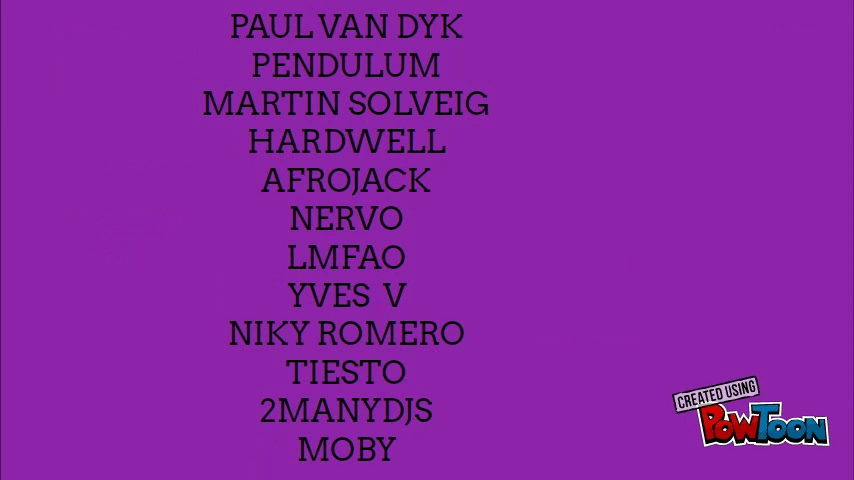 PAUL VAN DYK
PENDULUM
MARTIN SOLVEIG
HARDWELL
AFROJACK
NERVO
LMFAO
YVES V
NIKY ROMERO
TIESTO
2MANYDJS
MOBY
CREATED USING
POWTOON